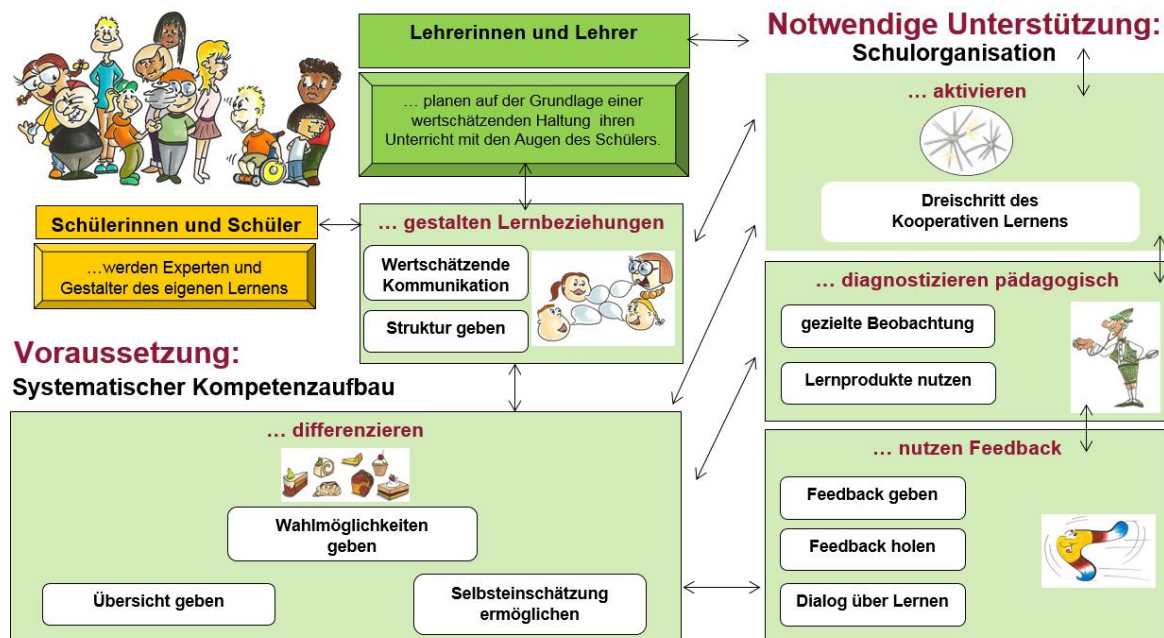 Lehrerinnen und Lehrer
… planen auf der Grundlage einer
wertschätzenden Haltung ihren
Unterricht mit den Augen des Schülers.
Schülerinnen und Schüler
…werden Experten und
Gestalter des eigenen Lernens
… gestalten Lernbeziehungen
Wertschätzende
Kommunikation
Struktur geben
Voraussetzung:
Systematischer Kompetenzaufbau
… differenzieren
Wahlmöglichkeiten
geben
Übersicht geben
Selbsteinschätzung
ermöglichen
Notwendige Unterstützung:
Schulorganisation
… aktivieren
Dreischritt des
Kooperativen Lernens
… diagnostizieren pädagogisch
gezielte Beobachtung
Lernprodukte nutzen
… nutzen Feedback
Feedback geben
Feedback holen
Dialog über Lernen